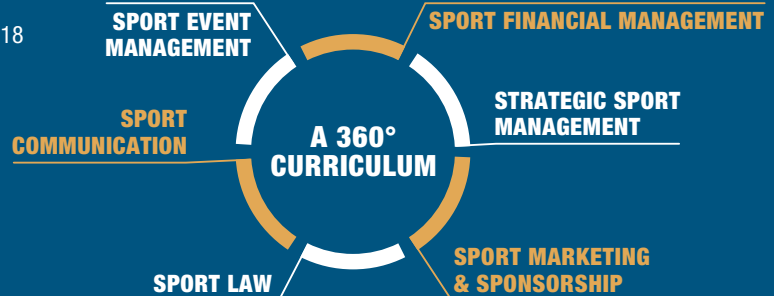 18
SPORT EVENT
MANAGEMENT
SPORT FINANCIAL MANAGEMENT
STRATEGIC SPORT
MANAGEMENT
SPORT
COMMUNICATION
A 360°
CURRICULUM
SPORT MARKETING
& SPONSORSHIP
SPORT LAW